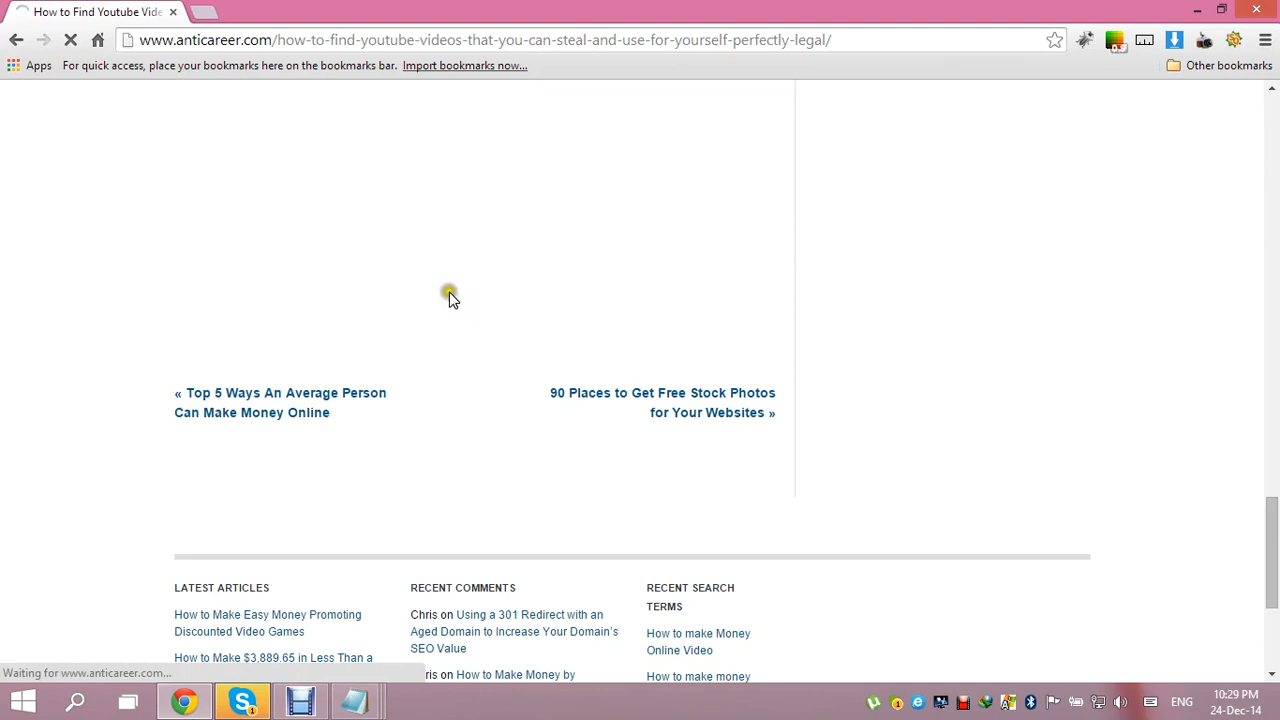 How to Find Youtube Vide
www.anticareer.com/how-to-find-youtube-videos-that-you-can-steal-and-use-for-yourself-perfectly-legal/
Apps For quick access, place your bookmarks here on the bookmarks bar. Import bookmarks now... Other bookmarks
« Top 5 Ways An Average Person
Can Make Money Online
90 Places to Get Free Stock Photos
for Your Websites »
LATEST ARTICLES
How to Make Easy Money Promoting
Discounted Video Games
How to Make $3,889.65 in Less Than a
RECENT COMMENTS
Chris on Using a 301 Redirect with an
Aged Domain to Increase Your Domain's
SEO Value
ris on How to Make Money by
RECENT SEARCH
TERMS
How to make Money
Online Video
How to make money
Waiting for www.anticareer.com...
ENG
10:29 PM
24-Dec-14